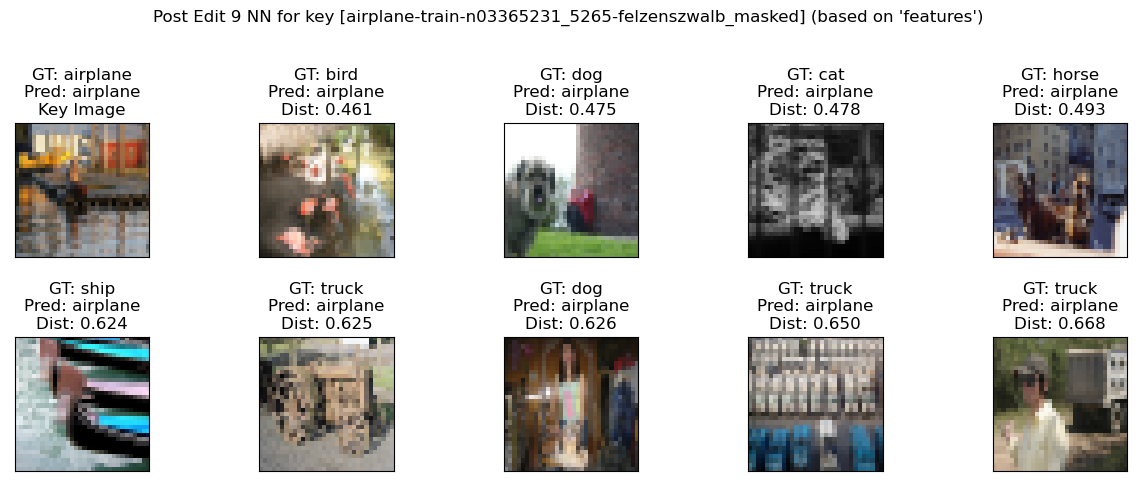 Post Edit 9 NN for key [airplane-train-n03365231_5265-felzenszwalb_masked] (based on 'features')
GT: airplane
Pred: airplane
Key Image
GT: bird
Pred: airplane
Dist: 0.461
GT: dog
Pred: airplane
Dist: 0.475
GT: cat
Pred: airplane
Dist: 0.478
GT: horse
Pred: airplane
Dist: 0.493
GT: ship
Pred: airplane
Dist: 0.624
GT: truck
Pred: airplane
Dist: 0.625
GT: dog
Pred: airplane
Dist: 0.626
GT: truck
Pred: airplane
Dist: 0.650
GT: truck
Pred: airplane
Dist: 0.668